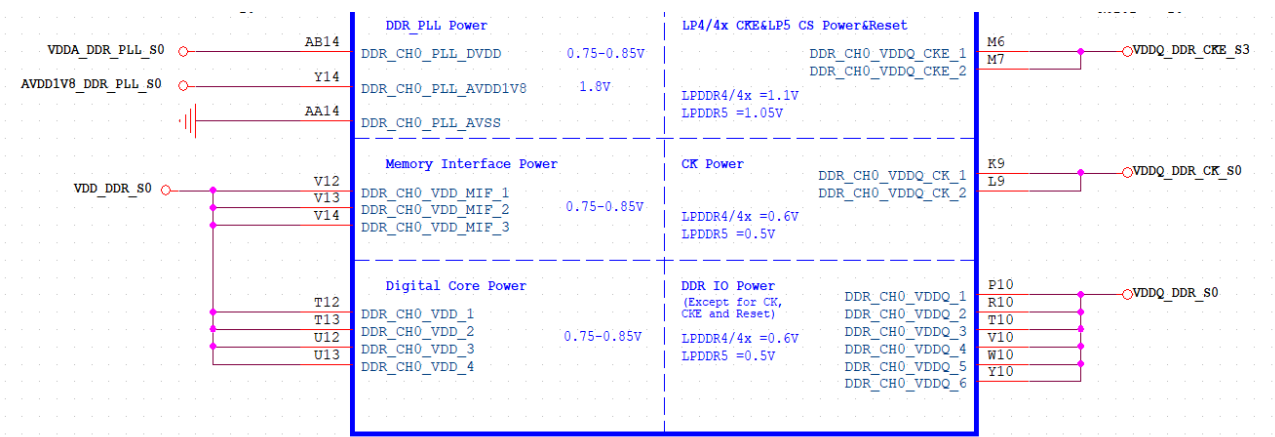 DDR_PLL Power
VDDA_DDR_PLL_S0 AB14 DDR_CH0_PLL_DVDD 0.75-0.85V
AVDD1V8_DDR_PLL_S0 Y14 DDR_CH0_PLL_AVDD1V8 1.8V
AA14 DDR_CH0_PLL_AVSS
LP4/4x CKE&LP5 CS Power&Reset
DDR_CH0_VDDQ_CKE_1 M6 VDDQ_DDR_CKE_S3
DDR_CH0_VDDQ_CKE_2 M7
LPDDR4/4x =1.1V
LPDDR5 =1.05V
Memory Interface Power
VDD_DDR_S0 V12 DDR_CH0_VDD_MIF_1
V13 DDR_CH0_VDD_MIF_2 0.75-0.85V
V14 DDR_CH0_VDD_MIF_3
CK Power
DDR_CH0_VDDQ_CK_1 K9 VDDQ_DDR_CK_S0
DDR_CH0_VDDQ_CK_2 L9
LPDDR4/4x =0.6V
LPDDR5 =0.5V
Digital Core Power
T12 DDR_CH0_VDD_1
T13 DDR_CH0_VDD_2 0.75-0.85V
U12 DDR_CH0_VDD_3
U13 DDR_CH0_VDD_4
DDR IO Power
(Except for CK,
CKE and Reset)
LPDDR4/4x =0.6V
LPDDR5 =0.5V
DDR_CH0_VDDQ_1 P10 VDDQ_DDR_S0
DDR_CH0_VDDQ_2 R10
DDR_CH0_VDDQ_3 T10
DDR_CH0_VDDQ_4 V10
DDR_CH0_VDDQ_5 W10
DDR_CH0_VDDQ_6 Y10